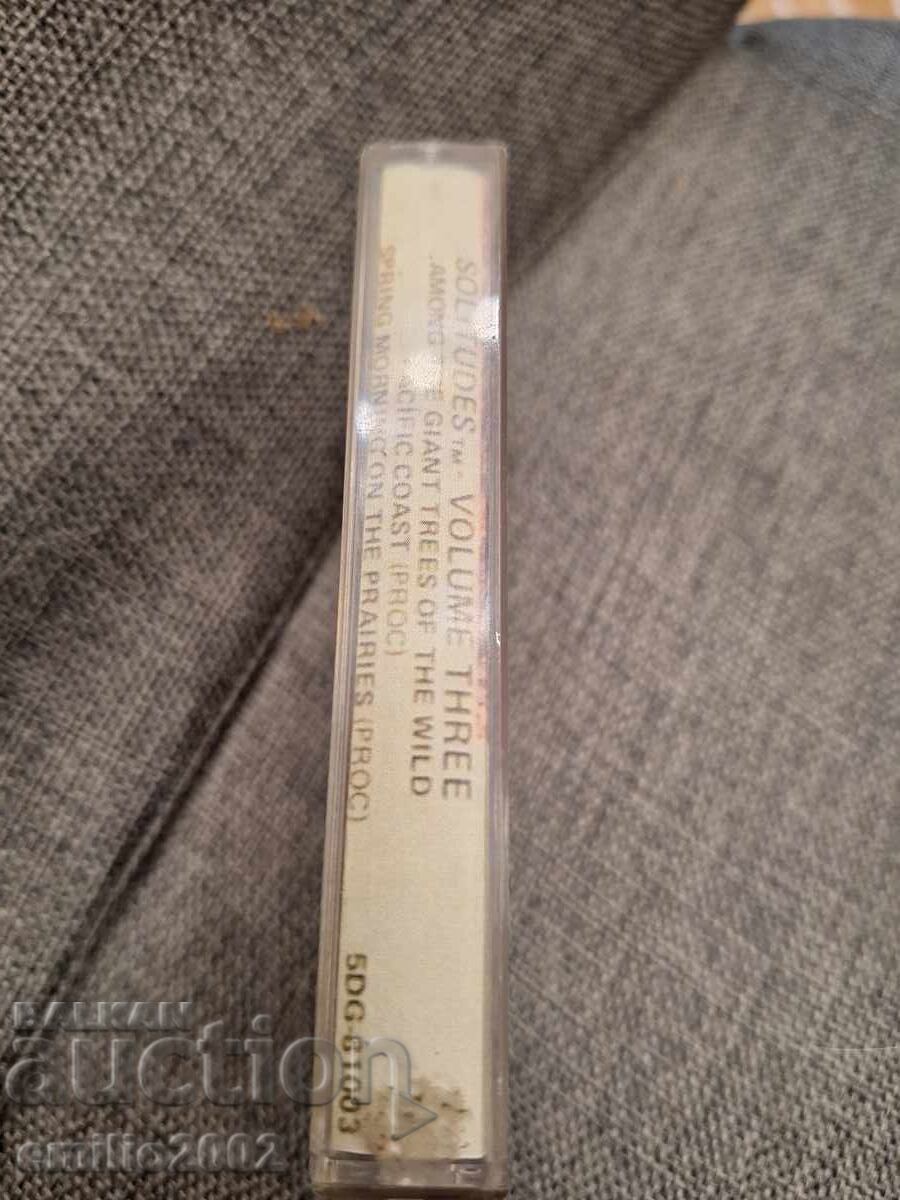 SOLITUDES™ - VOLUME THREE
AMONG THE GIANT TREES OF THE WILD
PACIFIC COAST (PROC)
SPRING MORNING ON THE PRAIRIES (PROC)
BALKAN
auction
emilio2002